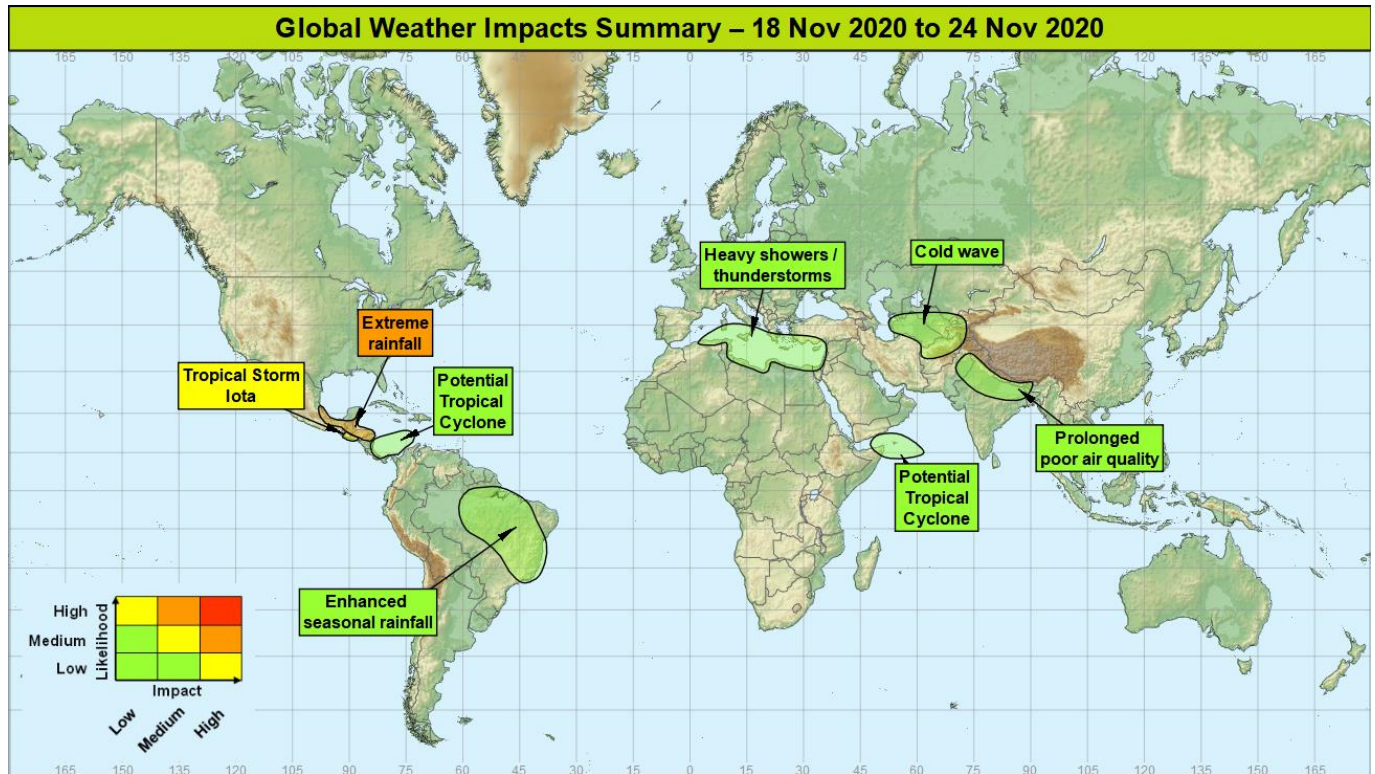 Global Weather Impacts Summary – 18 Nov 2020 to 24 Nov 2020
165 150 135 120 105 90 75 60 45 30 15 0 15 30 45 60 75 90 105 120 135 150 165
Heavy showers /
thunderstorms
Cold wave
Extreme
rainfall
Tropical Storm
Iota
Potential
Tropical
Cyclone
Prolonged
poor air quality
Potential
Tropical
Cyclone
Enhanced
seasonal rainfall
High
Medium
Low
Likelihood
Impact
Low
Medium
High
165 150 135 120 105 90 75 60 45 30 15 0 15 30 45 60 75 90 105 120 135 150 165